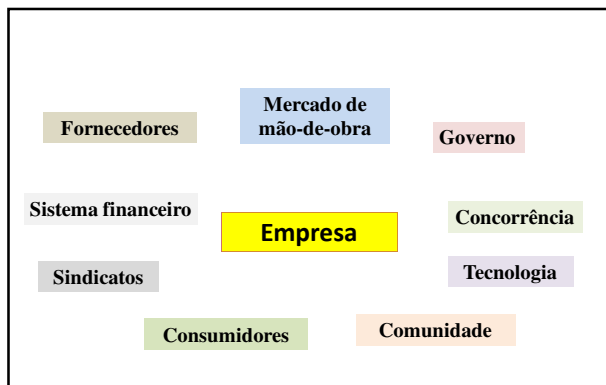 Mercado de
mão-de-obra
Fornecedores
Governo
Sistema financeiro
Concorrência
Empresa
Sindicatos
Tecnologia
Consumidores
Comunidade